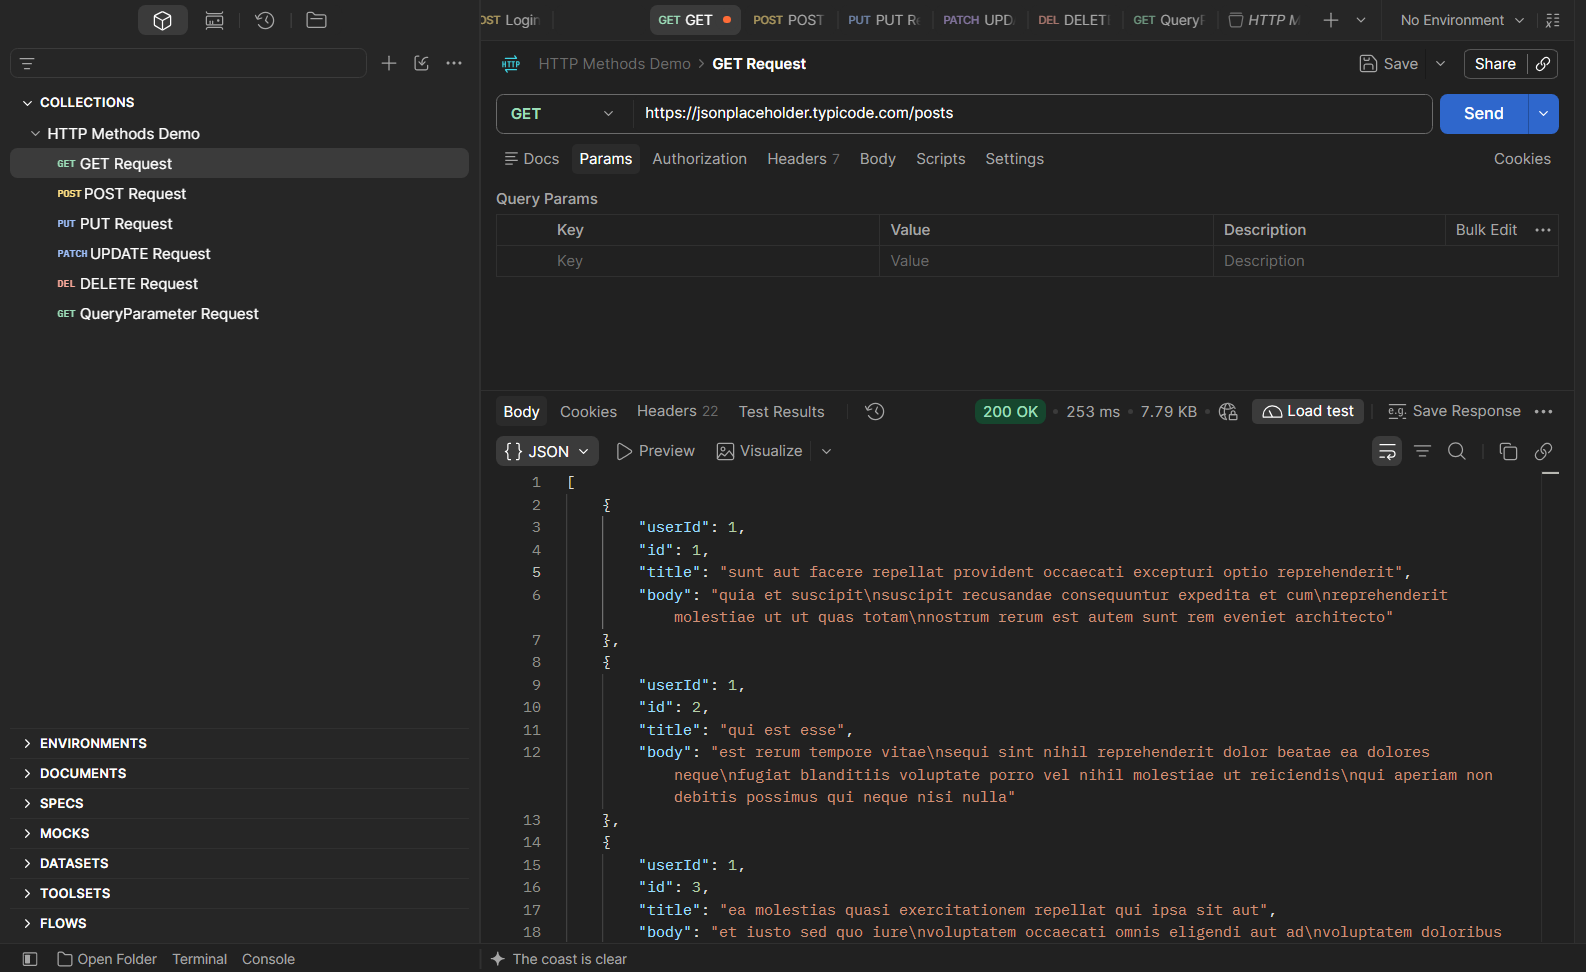 Login
GET GET
POST POST
PUT PUT
PATCH UPD
DEL DELET
GET Query
HTTP M
No Environment
HTTP
HTTP Methods Demo > GET Request
Save
Share
COLLECTIONS
HTTP Methods Demo
GET GET Request
POST POST Request
PUT PUT Request
PATCH UPDATE Request
DEL DELETE Request
GET QueryParameter Request
ENVIRONMENTS
DOCUMENTS
SPECS
MOCKS
DATASETS
TOOLSETS
FLOWS
GET
https://jsonplaceholder.typicode.com/posts
Send
Docs Params Authorization Headers 7 Body Scripts Settings Cookies
Query Params
Key Value Description Bulk Edit
Key Value Description
Body Cookies Headers 22 Test Results 200 OK • 253 ms • 7.79 KB • Load test e.g. Save Response
{} JSON Preview Visualize
1 [
2 {
3 "userId": 1,
4 "id": 1,
5 "title": "sunt aut facere repellat provident occaecati excepturi optio reprehenderit",
6 "body": "quia et suscipit\nsuscipit recusandae consequuntur expedita et cum\nreprehenderit
molestiae ut ut quas totam\nnostrum rerum est autem sunt rem eveniet architecto"
7 },
8 {
9 "userId": 1,
10 "id": 2,
11 "title": "qui est esse",
12 "body": "est rerum tempore vitae\nsequi sint nihil reprehenderit dolor beatae ea dolores
neque\nfugiat blanditiis voluptate porro vel nihil molestiae ut reiciendis\nqui aperiam non
debitis possimus qui neque nisi nulla"
13 },
14 {
15 "userId": 1,
16 "id": 3,
17 "title": "ea molestias quasi exercitationem repellat qui ipsa sit aut",
18 "body": "et iusto sed quo iure\nvoluptatem occaecati omnis eligendi aut ad\nvoluptatem doloribus
Open Folder Terminal Console
The coast is clear